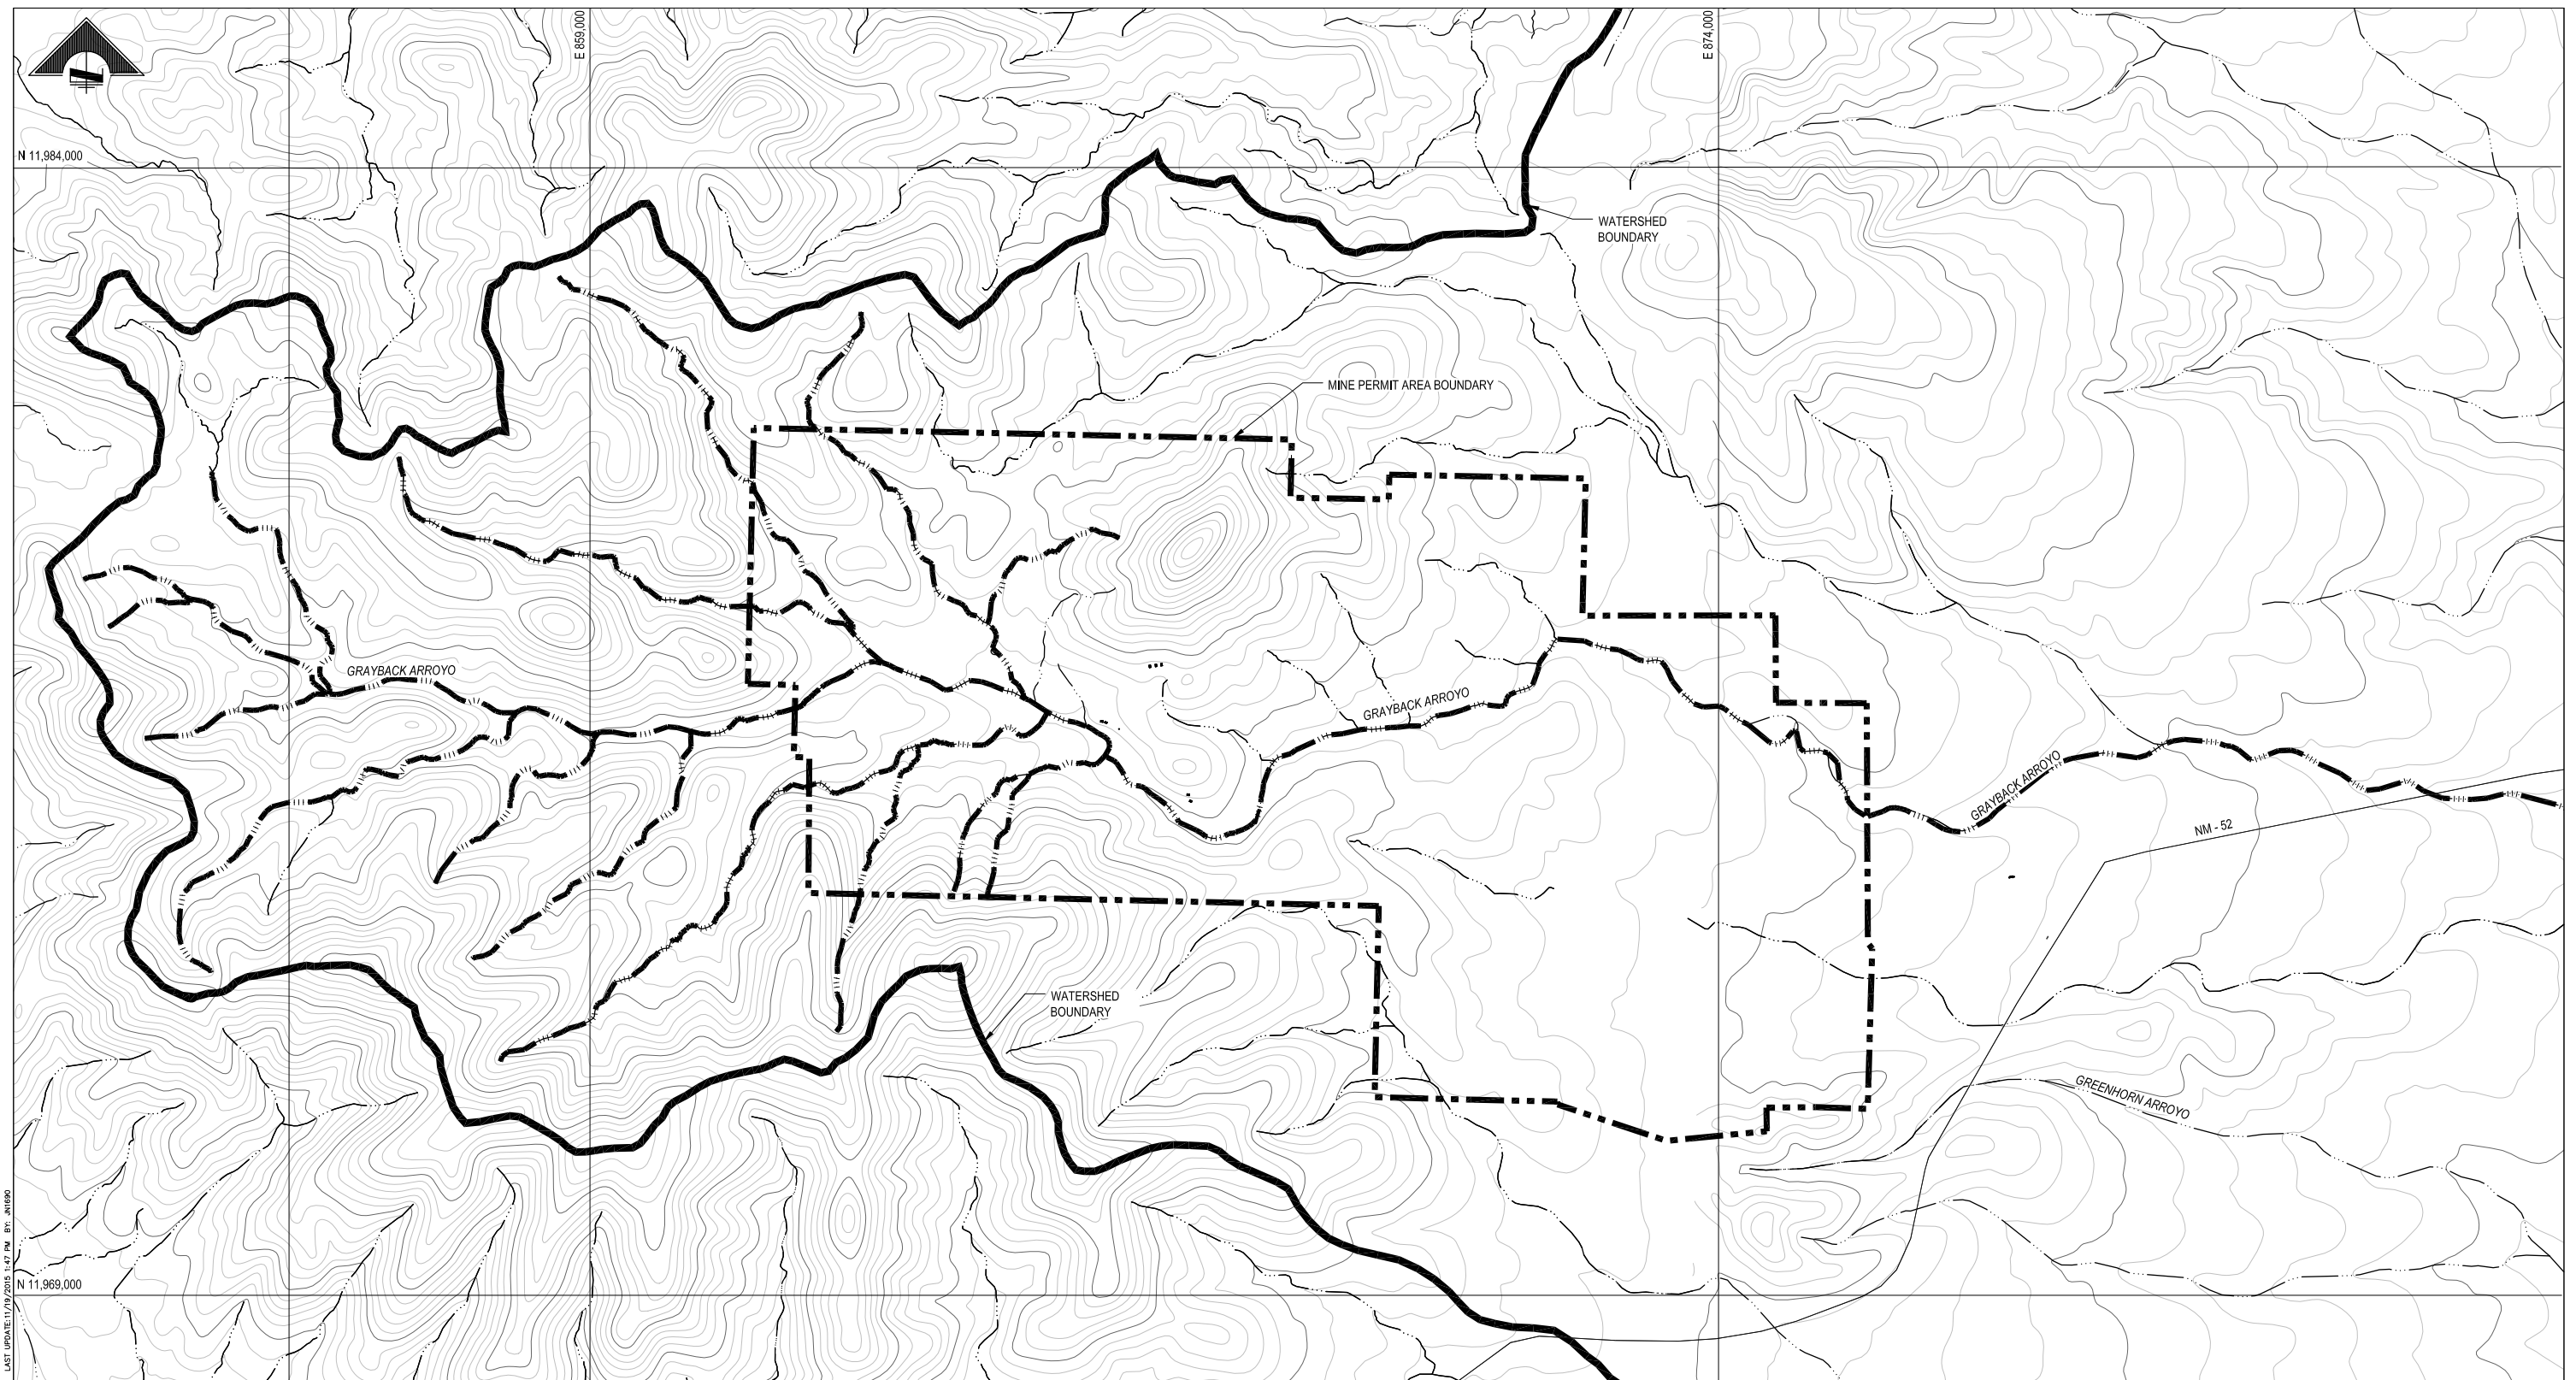 E 859,000
E 874,000
N 11,984,000
WATERSHED
BOUNDARY
MINE PERMIT AREA BOUNDARY
GRAYBACK ARROYO
GRAYBACK ARROYO
GRAYBACK ARROYO
NM - 52
WATERSHED
BOUNDARY
GREENHORN ARROYO
N 11,969,000
LAST UPDATE: 11/19/2015 1:47 PM BY: JN1690